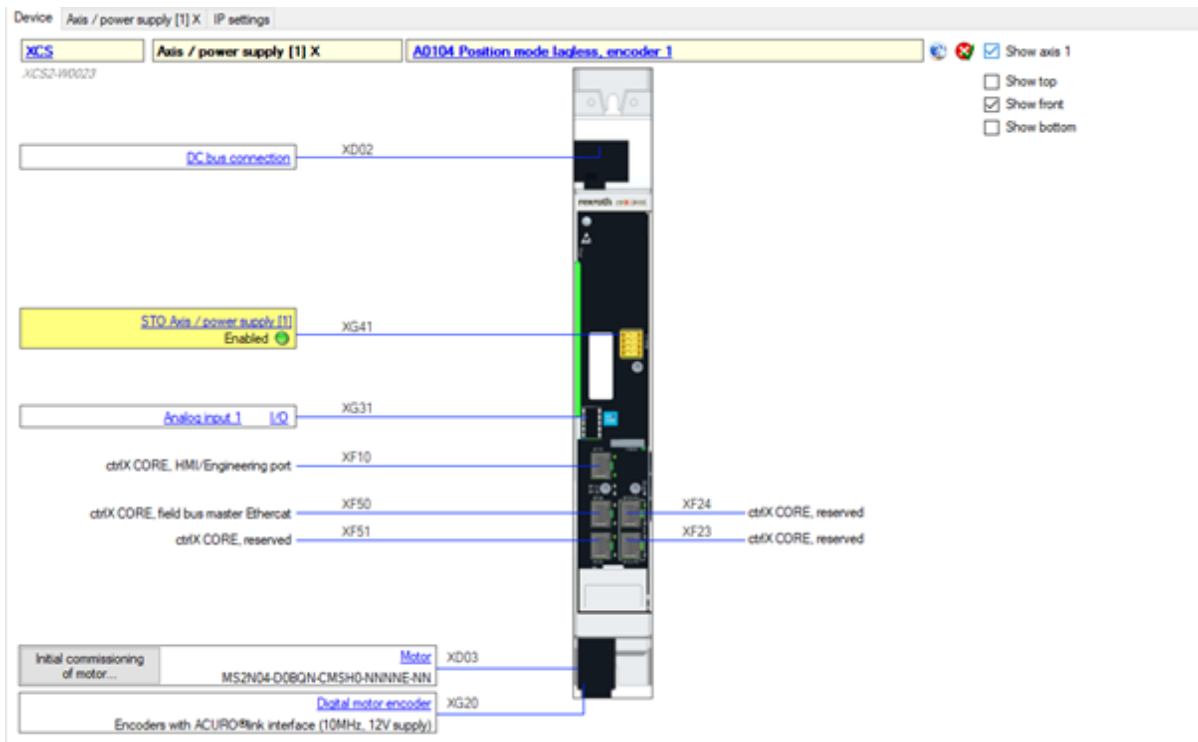 Device Axis / power supply [1] X IP settings
XCS Axis / power supply [1] X A0104 Position mode lagless, encoder 1 Show axis 1
XCS2-W0023
Show top
Show front
Show bottom
DC bus connection XD02
rexroth
STO Axis / power supply [1] XG41
Enabled
Analog input 1 I/O XG31
ctrlX CORE, HMI/Engineering port XF10
ctrlX CORE, field bus master Ethercat XF50 XF24 ctrlX CORE, reserved
ctrlX CORE, reserved XF51 XF23 ctrlX CORE, reserved
Initial commissioning
of motor...
Motor XD03
MS2N04-D0BQN-CMSH0-NNNNE-NN
Digital motor encoder XG20
Encoders with ACURO®link interface (10MHz, 12V supply)